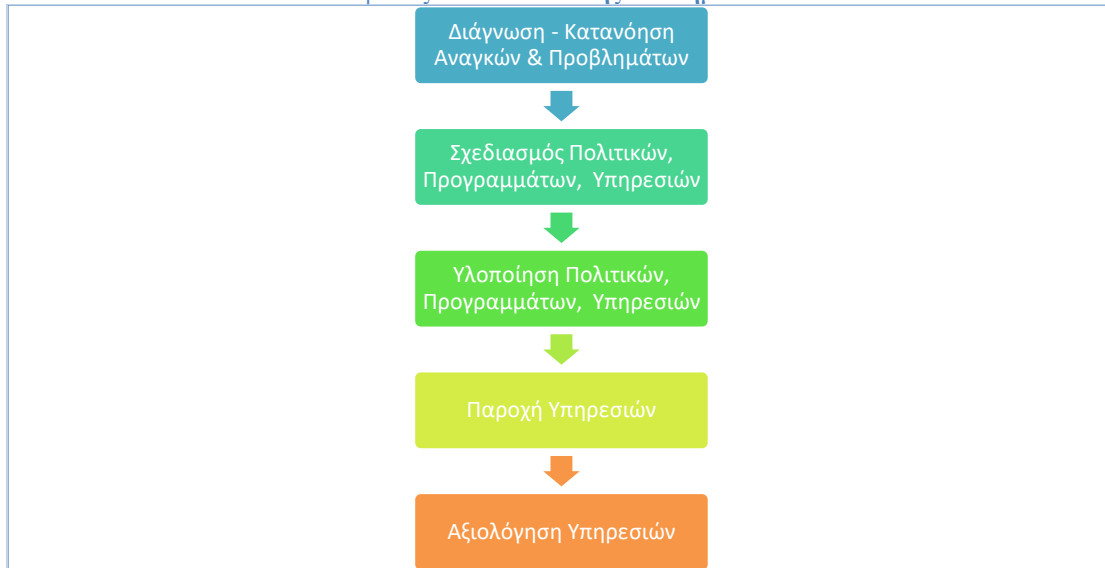 Διάγνωση - Κατανόηση
Αναγκών & Προβλημάτων
Σχεδιασμός Πολιτικών,
Προγραμμάτων, Υπηρεσιών
Υλοποίηση Πολιτικών,
Προγραμμάτων, Υπηρεσιών
Παροχή Υπηρεσιών
Αξιολόγηση Υπηρεσιών